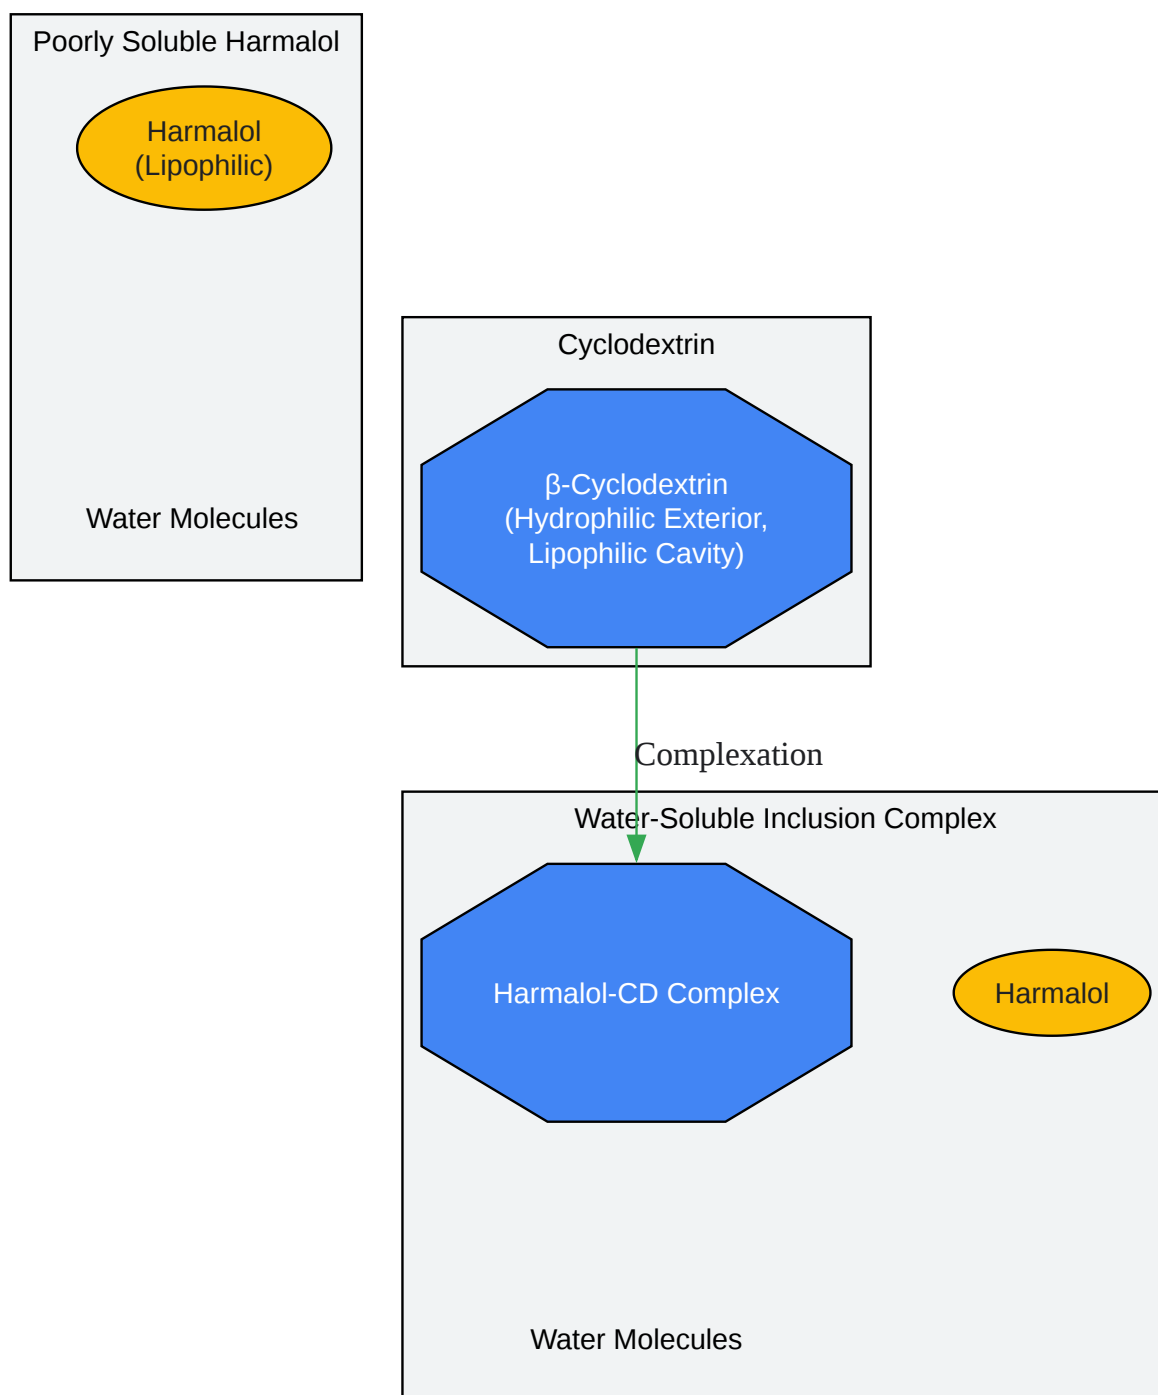 Poorly Soluble Harmalol
Harmalol
(Lipophilic)
Water Molecules
Cyclodextrin
β-Cyclodextrin
(Hydrophilic Exterior,
Lipophilic Cavity)
Complexation
Water-Soluble Inclusion Complex
Harmalol-CD Complex
Harmalol
Water Molecules